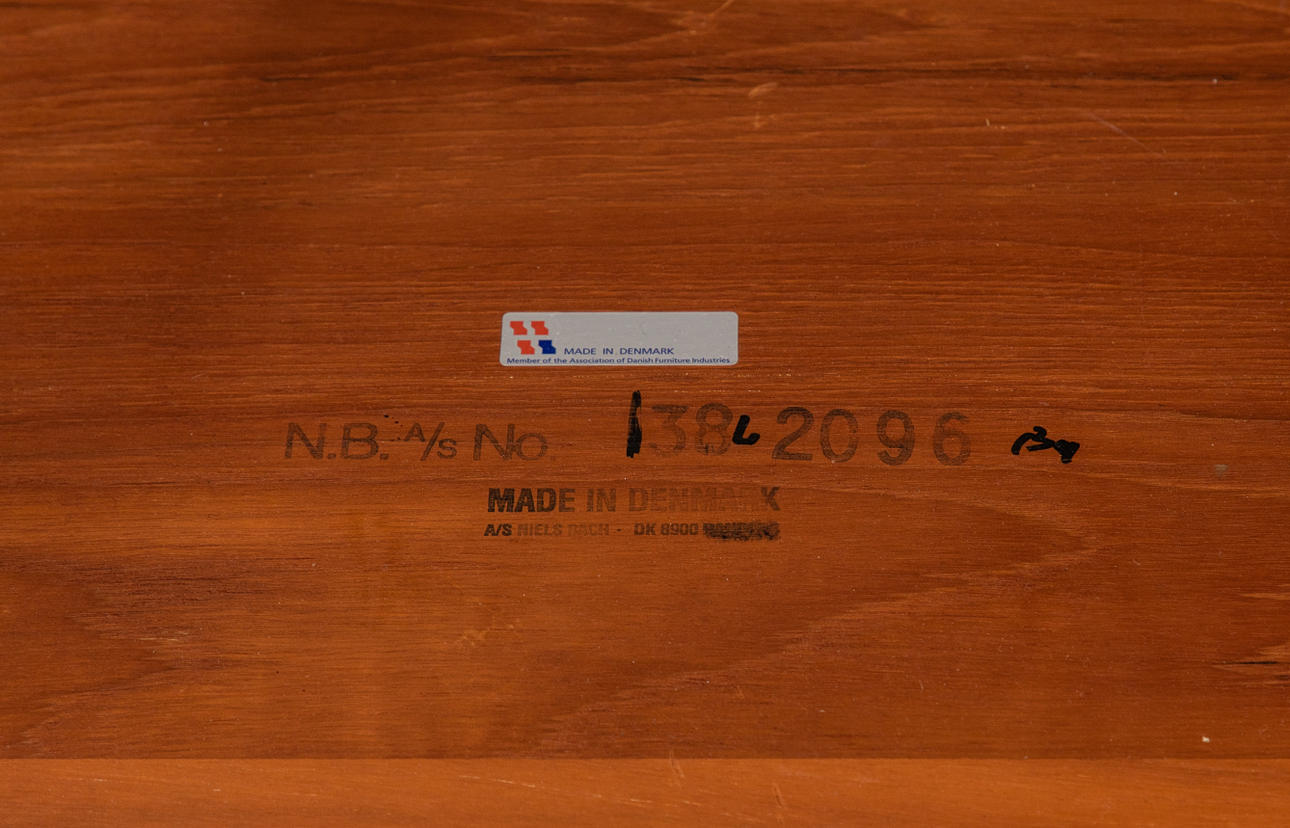 MADE IN DENMARK
Member of the Association of Danish Furniture Industries
N.B. A/s No. 138 2096
MADE IN DENMARK
A/S NIELS BACH · DK 8900 RANDERS